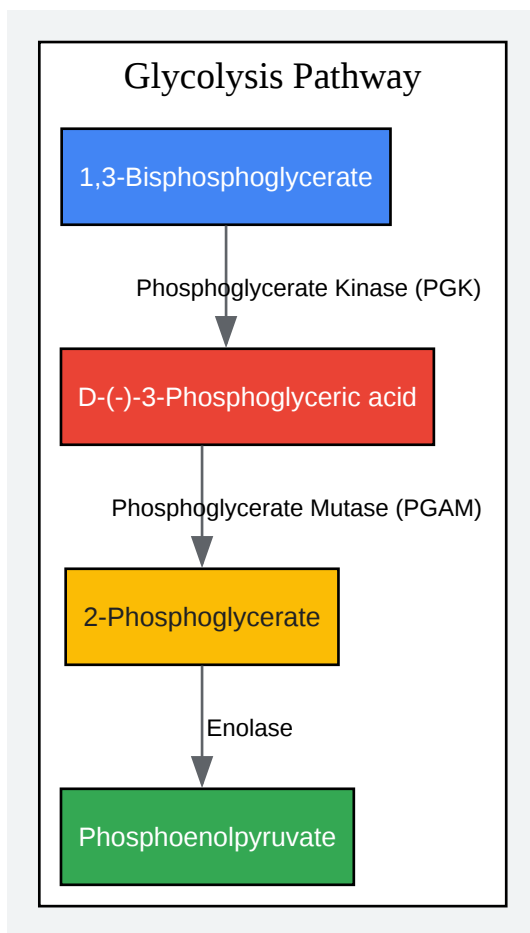 Glycolysis Pathway
1,3-Bisphosphoglycerate
Phosphoglycerate Kinase (PGK)
D-(-)-3-Phosphoglyceric acid
Phosphoglycerate Mutase (PGAM)
2-Phosphoglycerate
Enolase
Phosphoenolpyruvate